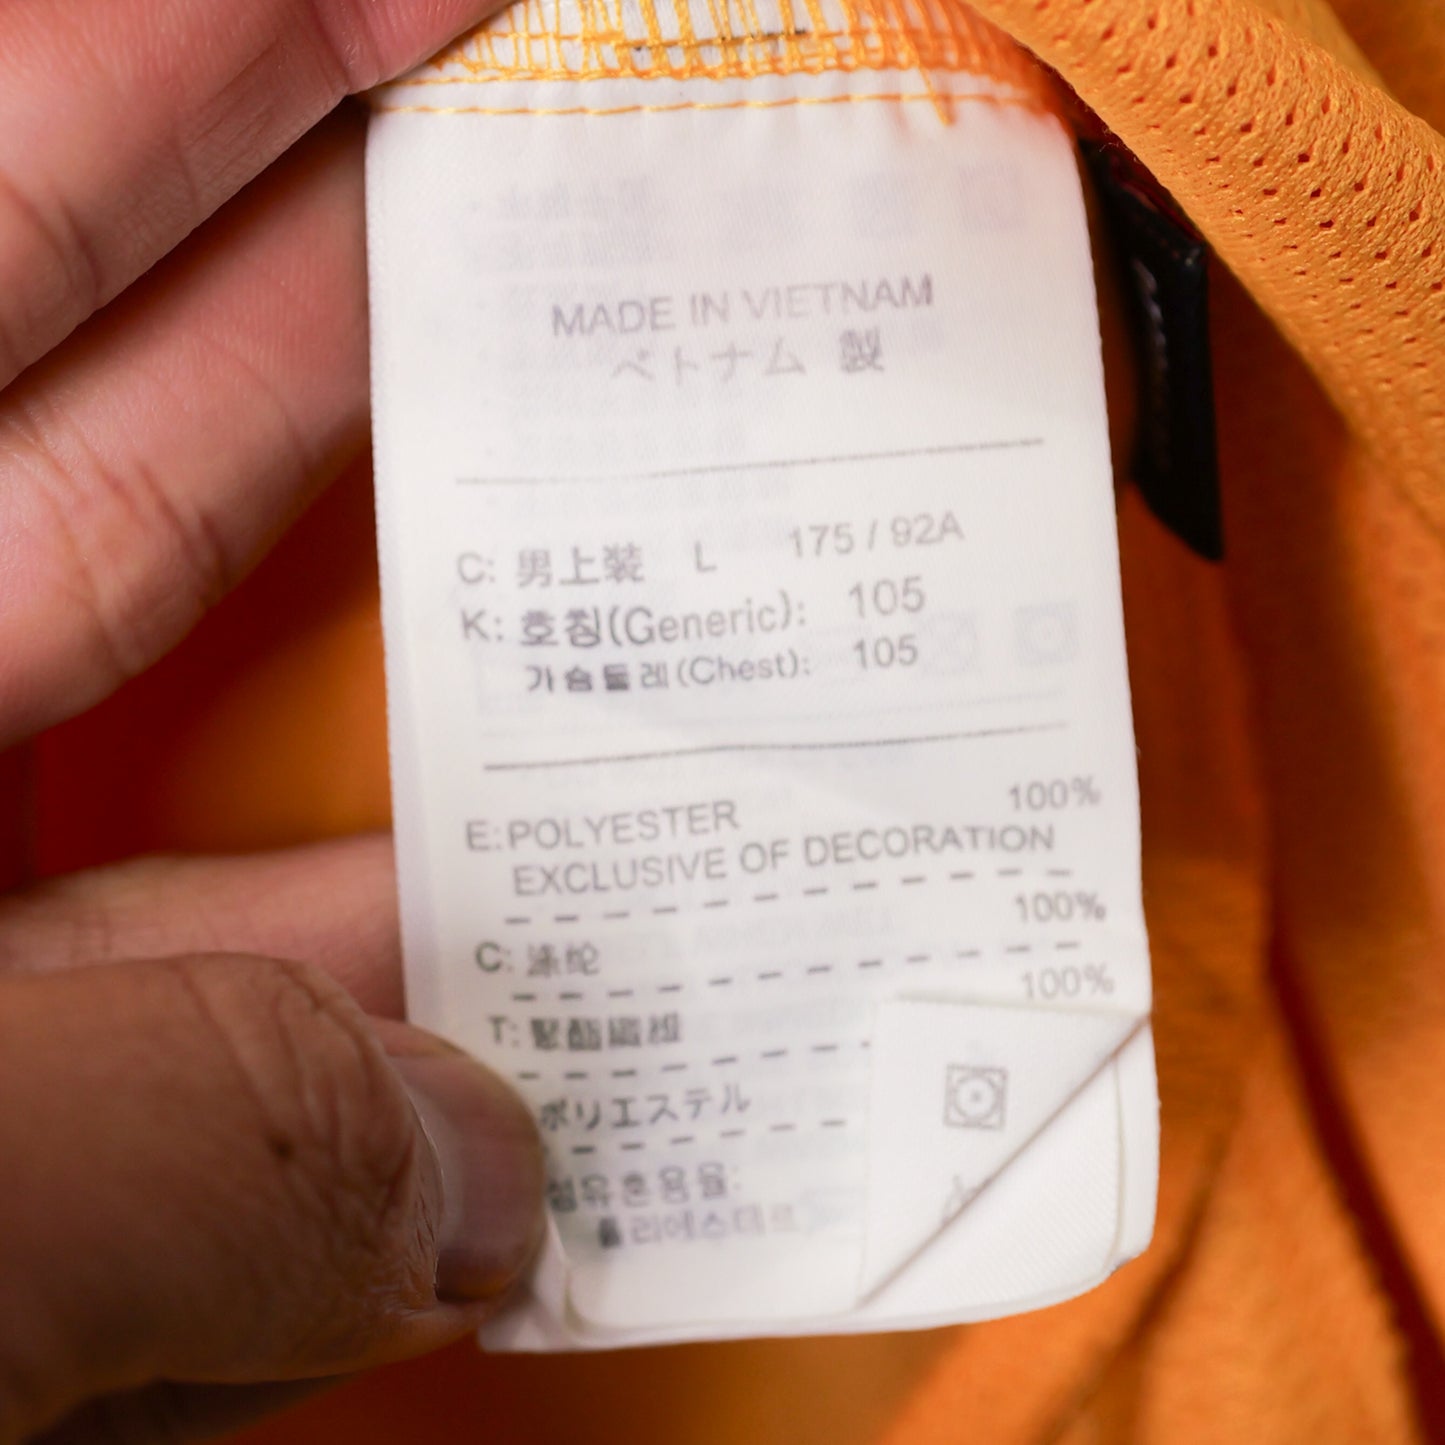 MADE IN VIETNAM
ベトナム 製
C: 男上装 L 175 / 92A
K: 호칭(Generic): 105
가슴둘레(Chest): 105
E: POLYESTER 100%
EXCLUSIVE OF DECORATION
C: 涤纶 100%
T: 聚酯纖維 100%
ポリエステル
섬유혼용율:
폴리에스테르